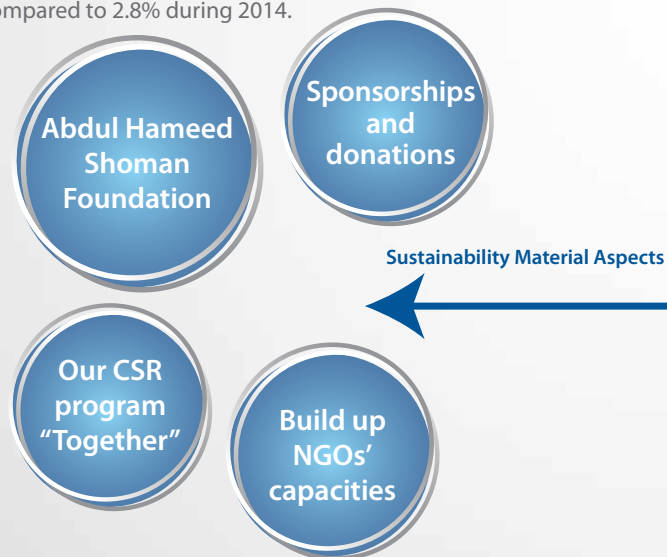 compared to 2.8% during 2014.
Abdul Hameed
Shoman
Foundation
Sponsorships
and
donations
Sustainability Material Aspects
Our CSR
program
“Together”
Build up
NGOs’
capacities